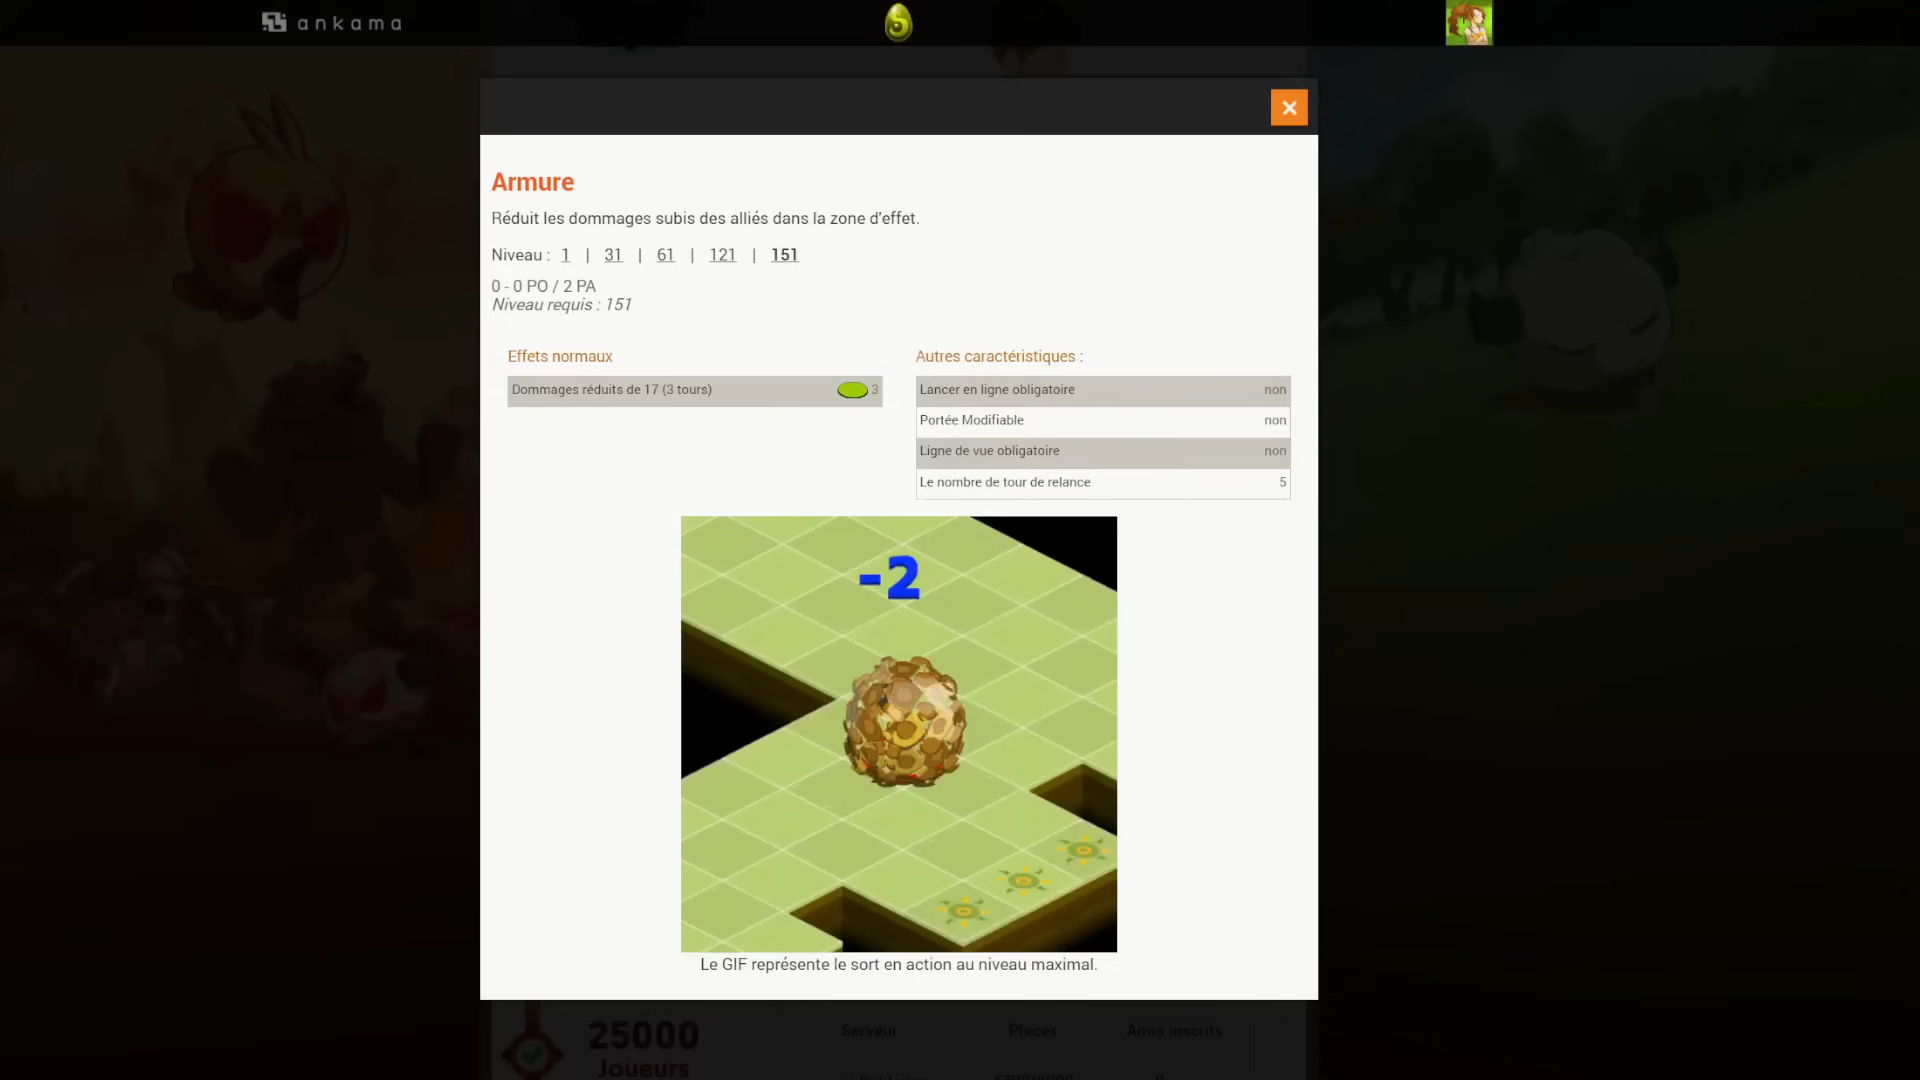 ankama
Armure
Réduit les dommages subis des alliés dans la zone d'effet.
Niveau : 1 | 31 | 61 | 121 | 151
0 - 0 PO / 2 PA
Niveau requis : 151
Effets normaux
Dommages réduits de 17 (3 tours) 3
Autres caractéristiques :
Lancer en ligne obligatoire non
Portée Modifiable non
Ligne de vue obligatoire non
Le nombre de tour de relance 5
-2
Le GIF représente le sort en action au niveau maximal.
25000 Serveur Places Amis inscrits
Joueurs